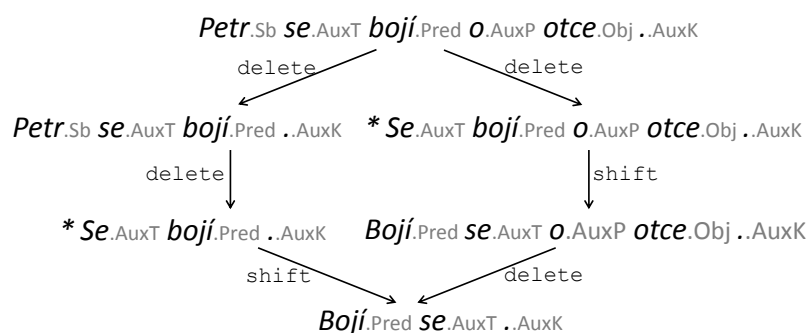 Petr.Sb se.AuxT bojí.Pred o.AuxP otce.Obj ..AuxK
delete delete
Petr.Sb se.AuxT bojí.Pred ..AuxK * Se.AuxT bojí.Pred o.AuxP otce.Obj ..AuxK
delete shift
* Se.AuxT bojí.Pred ..AuxK Bojí.Pred se.AuxT o.AuxP otce.Obj ..AuxK
shift delete
Bojí.Pred se.AuxT ..AuxK